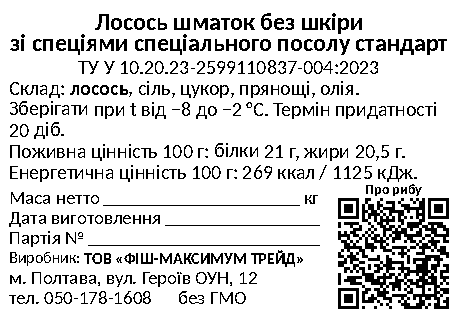 Лосось шматок без шкіри
зі спеціями спеціального посолу стандарт
ТУ У 10.20.23-2599110837-004:2023
Склад: лосось, сіль, цукор, прянощі, олія.
Зберігати при t від −8 до −2 °С. Термін придатності
20 діб.
Поживна цінність 100 г: білки 21 г, жири 20,5 г.
Енергетична цінність 100 г: 269 ккал / 1125 кДж.
Про рибу
Маса нетто ____________________ кг
Дата виготовлення ________________
Партія № ________________________
Виробник: ТОВ «ФІШ-МАКСИМУМ ТРЕЙД»
м. Полтава, вул. Героїв ОУН, 12
тел. 050-178-1608 без ГМО